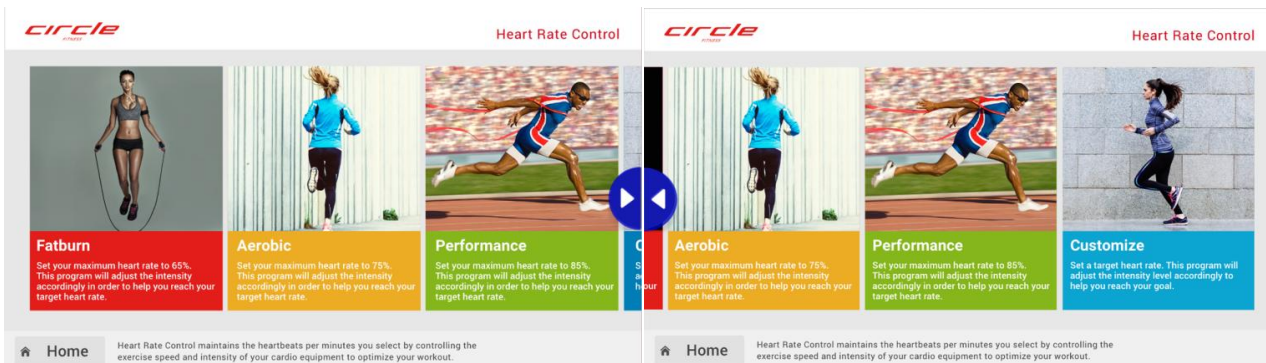 circle
FITNESS
Heart Rate Control
Fatburn
Set your maximum heart rate to 65%.
This program will adjust the intensity
accordingly in order to help you reach your
target heart rate.
Aerobic
Set your maximum heart rate to 75%.
This program will adjust the intensity
accordingly in order to help you reach your
target heart rate.
Performance
Set your maximum heart rate to 85%.
This program will adjust the intensity
accordingly in order to help you reach your
target heart rate.
C
S
a
h
Home
Heart Rate Control maintains the heartbeats per minutes you select by controlling the
exercise speed and intensity of your cardio equipment to optimize your workout.
circle
FITNESS
Heart Rate Control
our
Aerobic
Set your maximum heart rate to 75%.
This program will adjust the intensity
accordingly in order to help you reach your
target heart rate.
Performance
Set your maximum heart rate to 85%.
This program will adjust the intensity
accordingly in order to help you reach your
target heart rate.
Customize
Set a target heart rate. This program will
adjust the intensity level accordingly to
help you reach your goal.
Home
Heart Rate Control maintains the heartbeats per minutes you select by controlling the
exercise speed and intensity of your cardio equipment to optimize your workout.